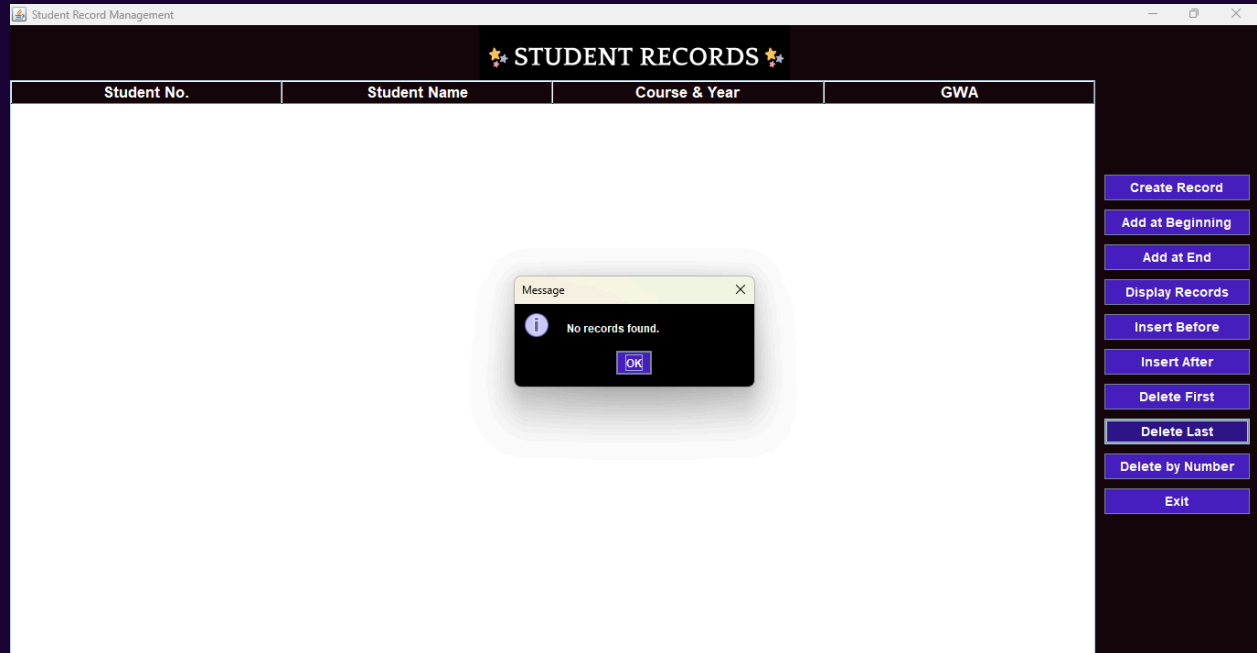 Student Record Management
STUDENT RECORDS
Student No. Student Name Course & Year GWA
Create Record
Add at Beginning
Add at End
Display Records
Insert Before
Insert After
Delete First
Delete Last
Delete by Number
Exit
Message
i
No records found.
OK